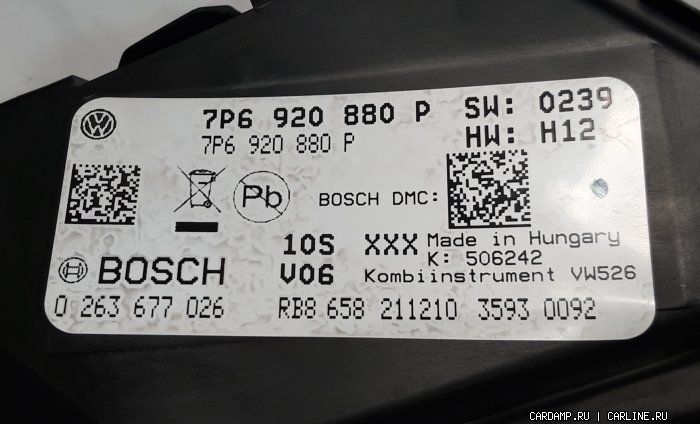 7P6 920 880 P SW: 0239
7P6 920 880 P HW: H12
Pb
BOSCH DMC:
10S XXX Made in Hungary
K: 506242
BOSCH V06 Kombiinstrument VW526
0 263 677 026 RB8 658 211210 3593 0092
CARDAMP.RU | CARLINE.RU